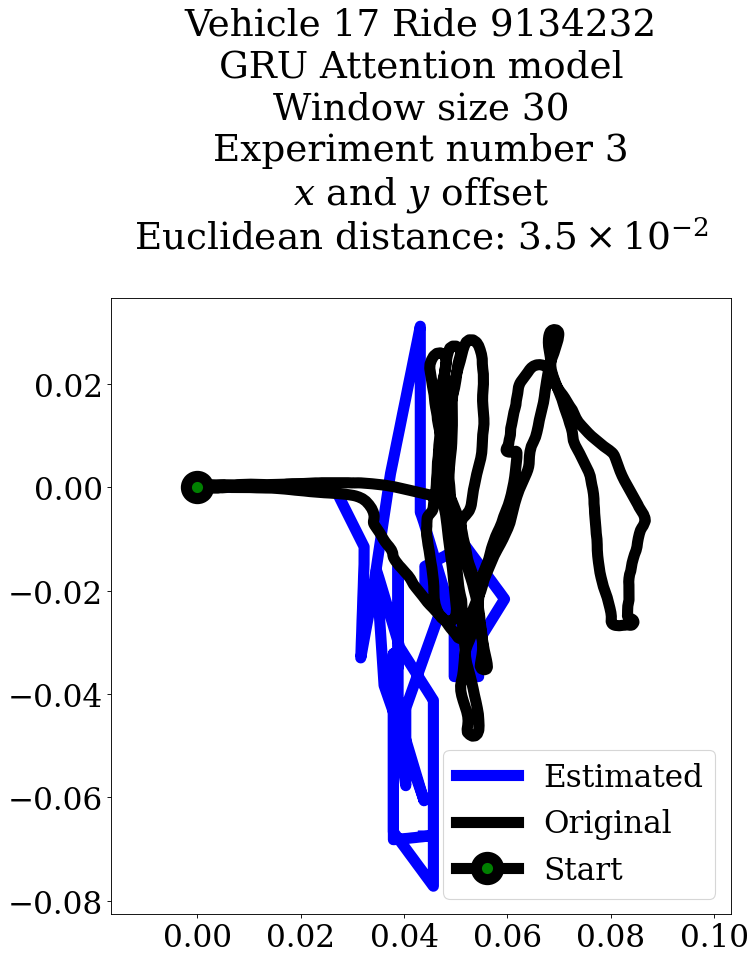 Vehicle 17 Ride 9134232
GRU Attention model
Window size 30
Experiment number 3
x and y offset
Euclidean distance: 3.5 × 10⁻²
0.02
0.00
−0.02
−0.04
−0.06
−0.08
Estimated
Original
Start
0.00 0.02 0.04 0.06 0.08 0.10